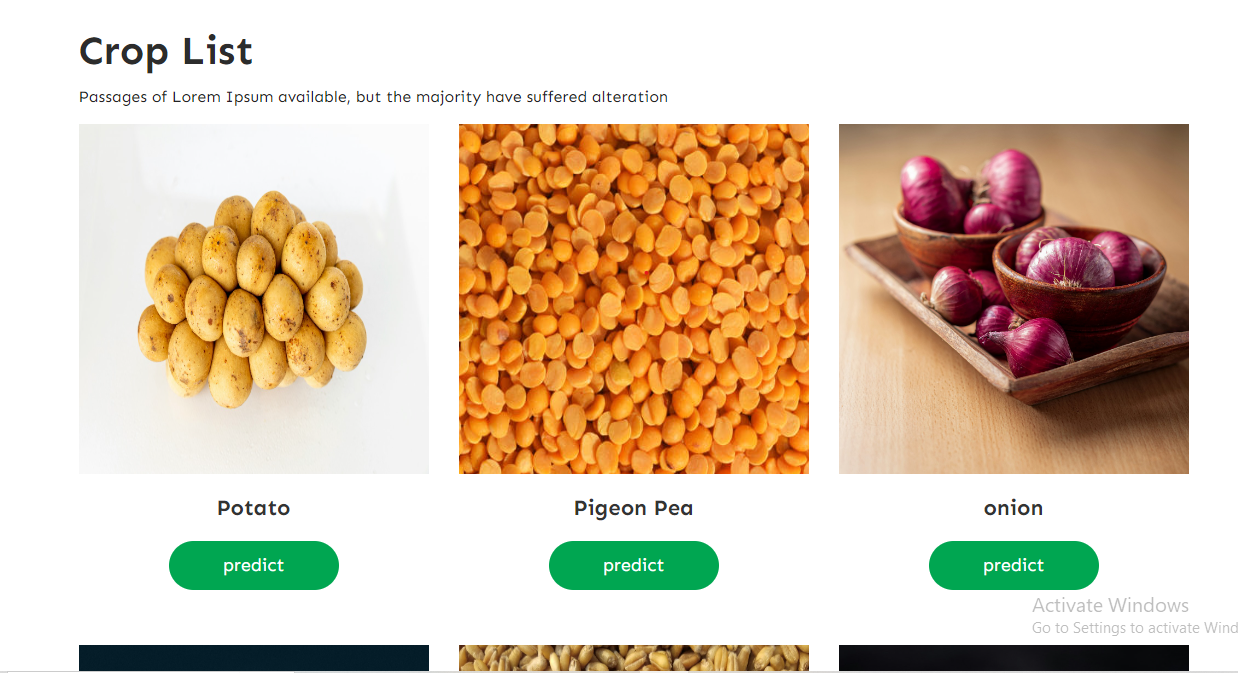 Crop List
Passages of Lorem Ipsum available, but the majority have suffered alteration
Potato
Pigeon Pea
onion
predict
predict
predict
Activate Windows
Go to Settings to activate Wind